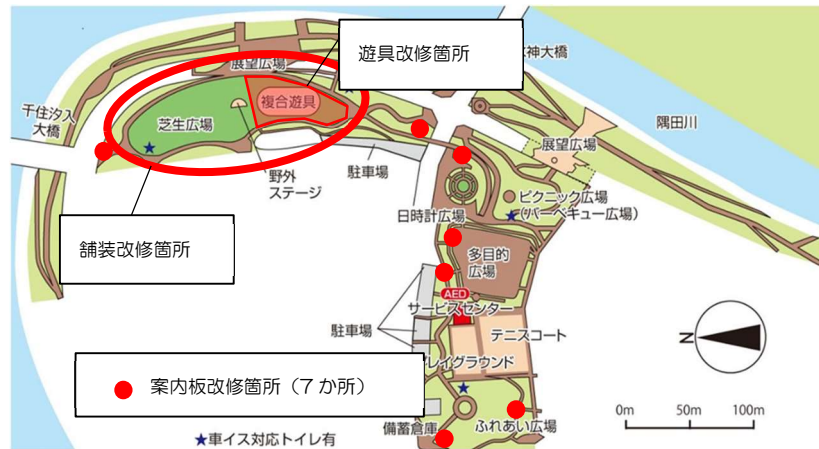 遊具改修箇所
展望広場
神大橋
千住汐入
大橋
複合遊具
芝生広場
隅田川
展望広場
野外
ステージ
駐車場
ピクニック広場
(バーベキュー広場)
日時計広場
舗装改修箇所
多目的
広場
AED
サービスセンター
駐車場
テニスコート
N
レイグラウンド
案内板改修箇所（7か所）
0m 50m 100m
備蓄倉庫
ふれあい広場
★車イス対応トイレ有